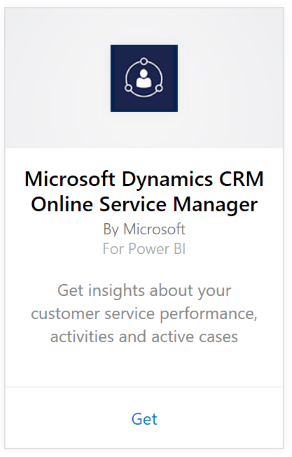 Microsoft Dynamics CRM
Online Service Manager
By Microsoft
For Power BI
Get insights about your
customer service performance,
activities and active cases
Get